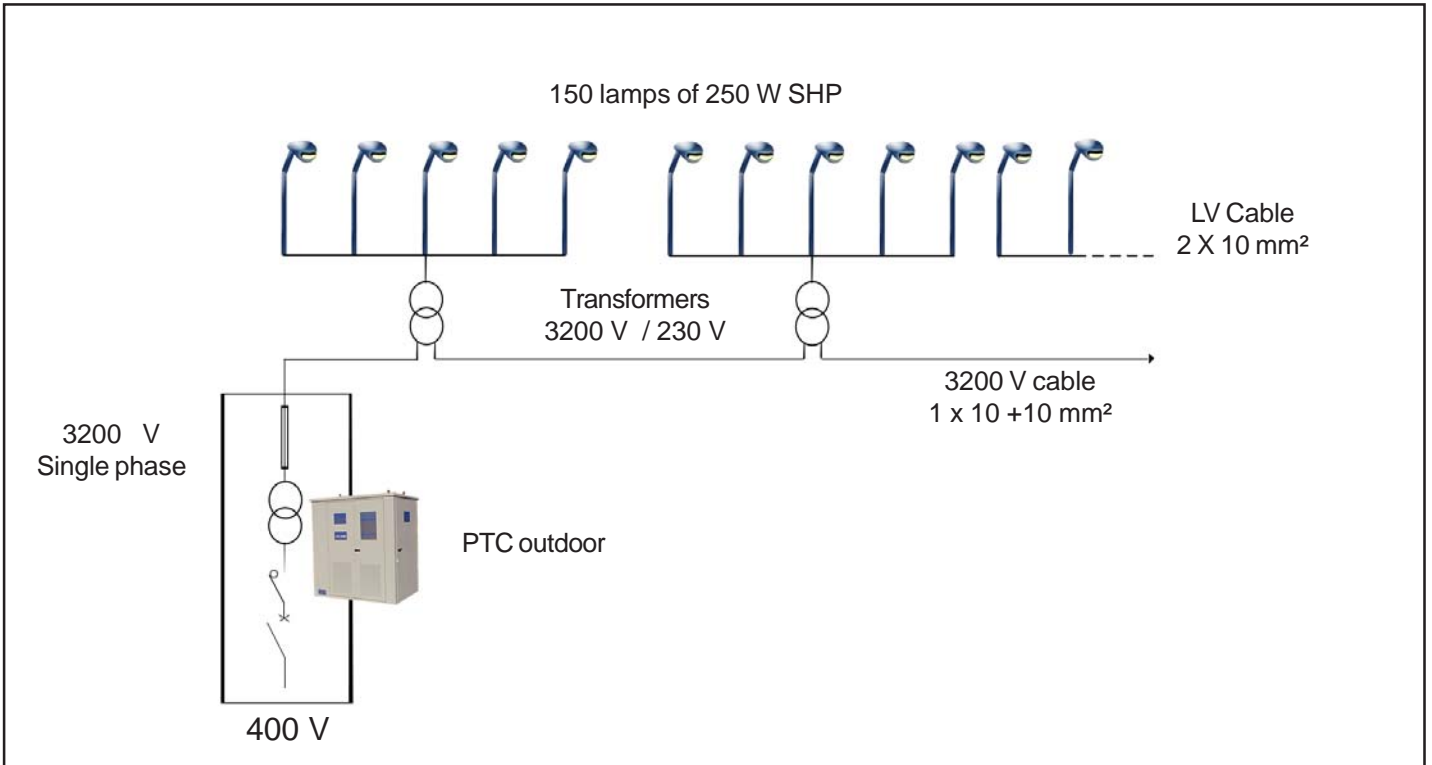 150 lamps of 250 W SHP
LV Cable
2 X 10 mm²
Transformers
3200 V / 230 V
3200 V cable
1 x 10 +10 mm²
3200 V
Single phase
PTC outdoor
400 V